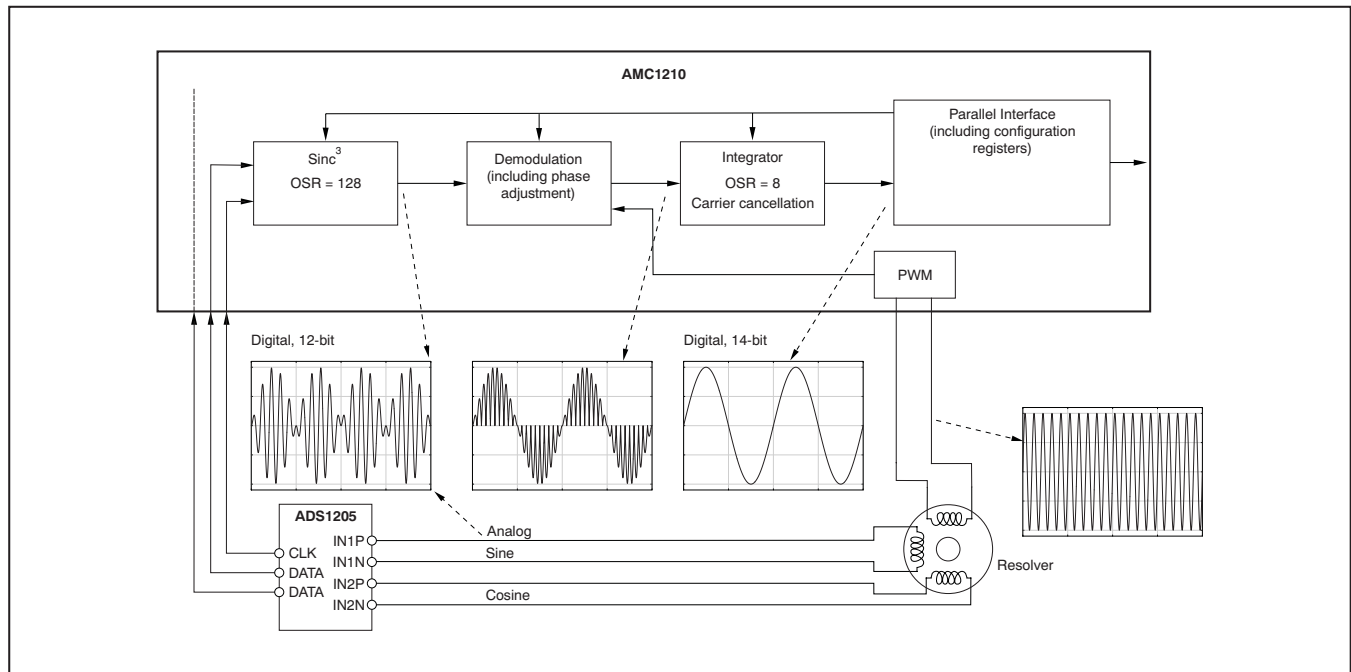 AMC1210
Sinc3
OSR = 128
Demodulation
(including phase
adjustment)
Integrator
OSR = 8
Carrier cancellation
Parallel Interface
(including configuration
registers)
PWM
Digital, 12-bit
Digital, 14-bit
ADS1205
CLK
DATA
DATA
IN1P
IN1N
IN2P
IN2N
Analog
Sine
Cosine
Resolver